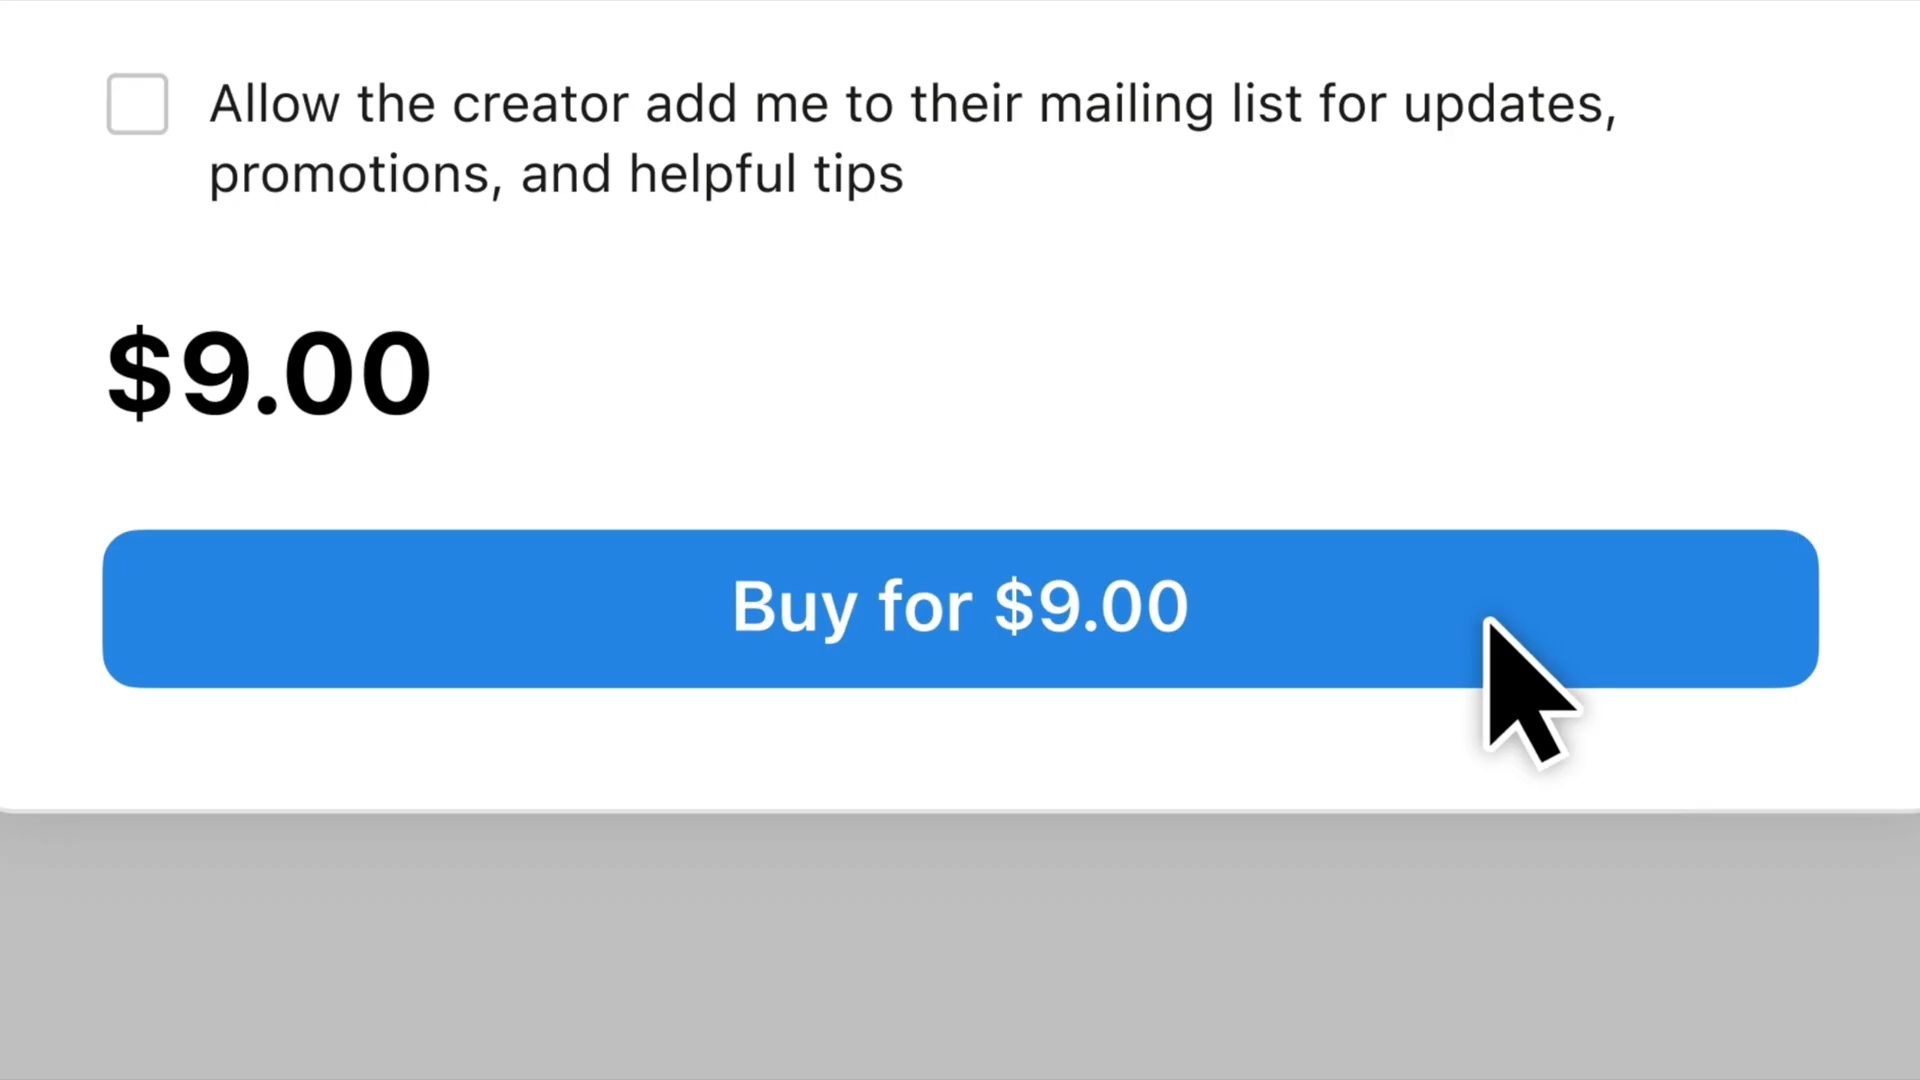 Allow the creator add me to their mailing list for updates,
promotions, and helpful tips
$9.00
Buy for $9.00